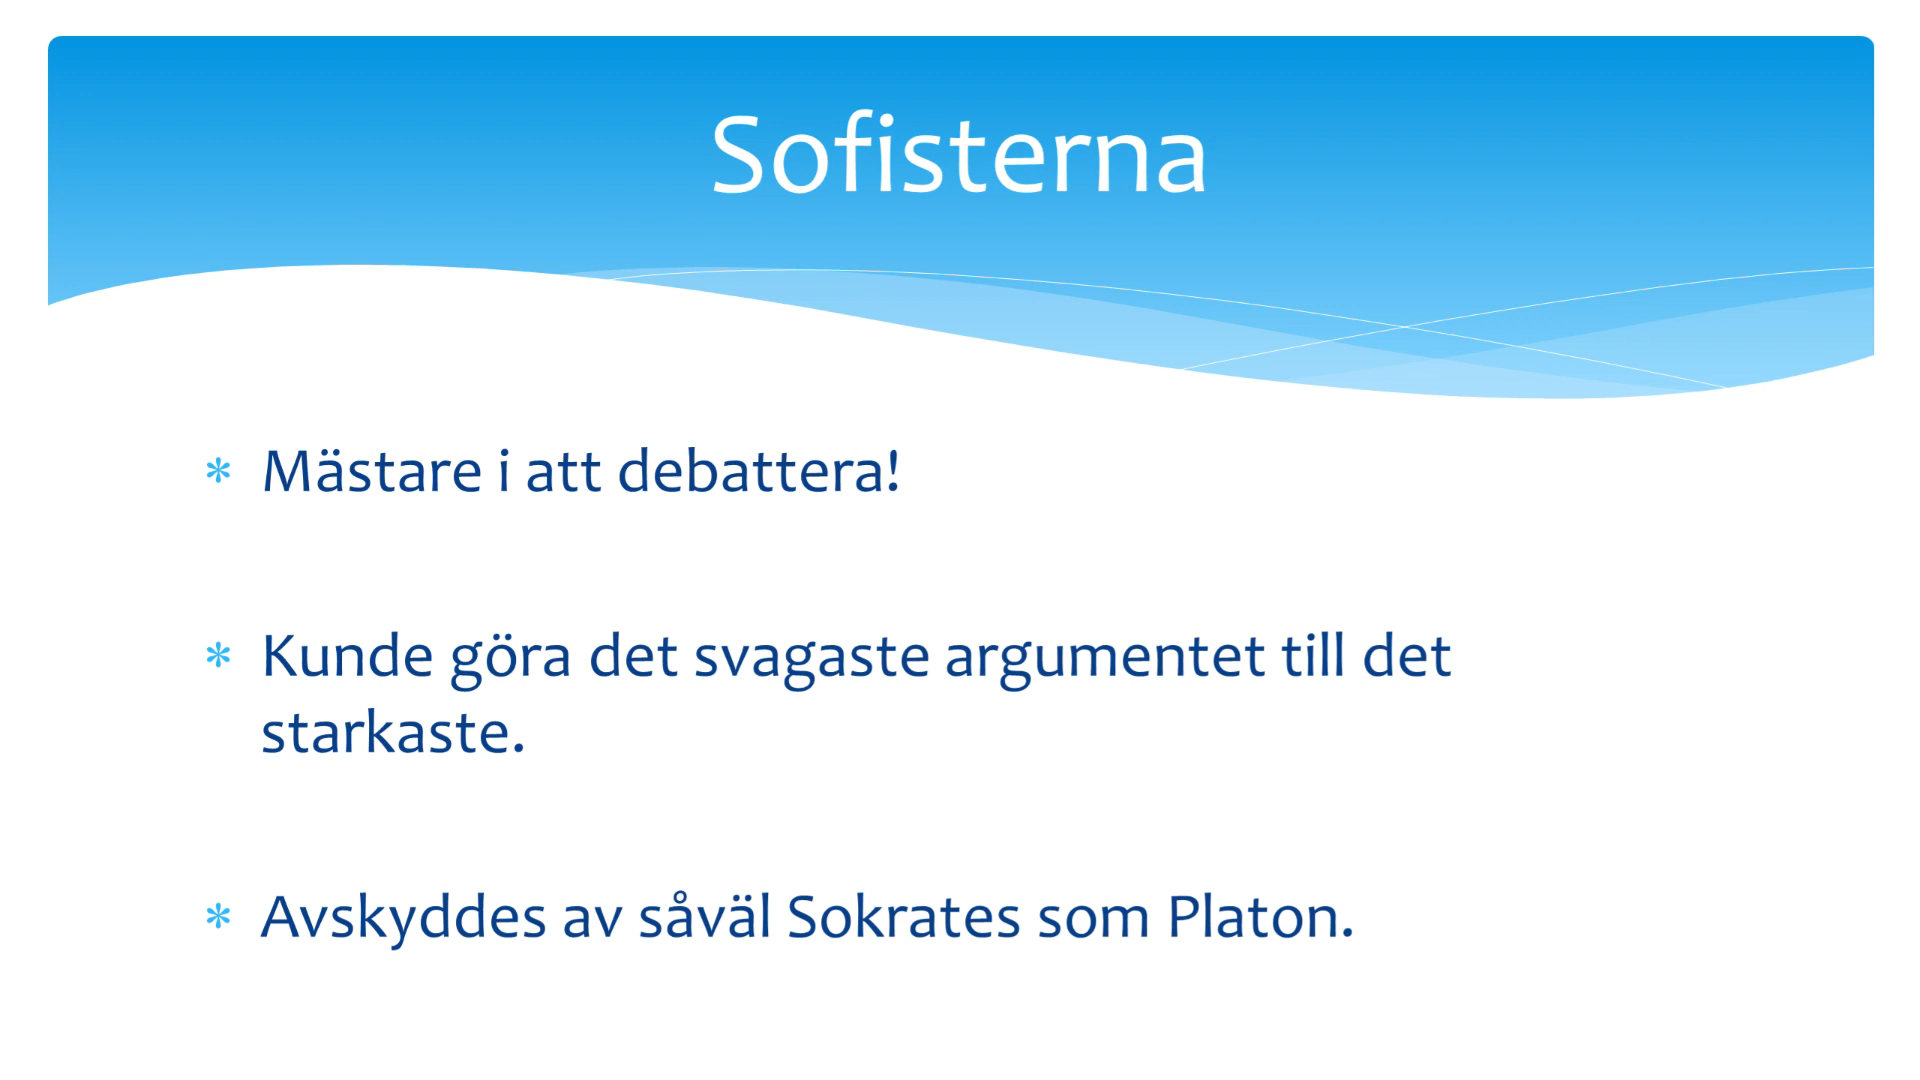 Sofisterna
* Mästare i att debattera!
* Kunde göra det svagaste argumentet till det
starkaste.
* Avskyddes av såväl Sokrates som Platon.